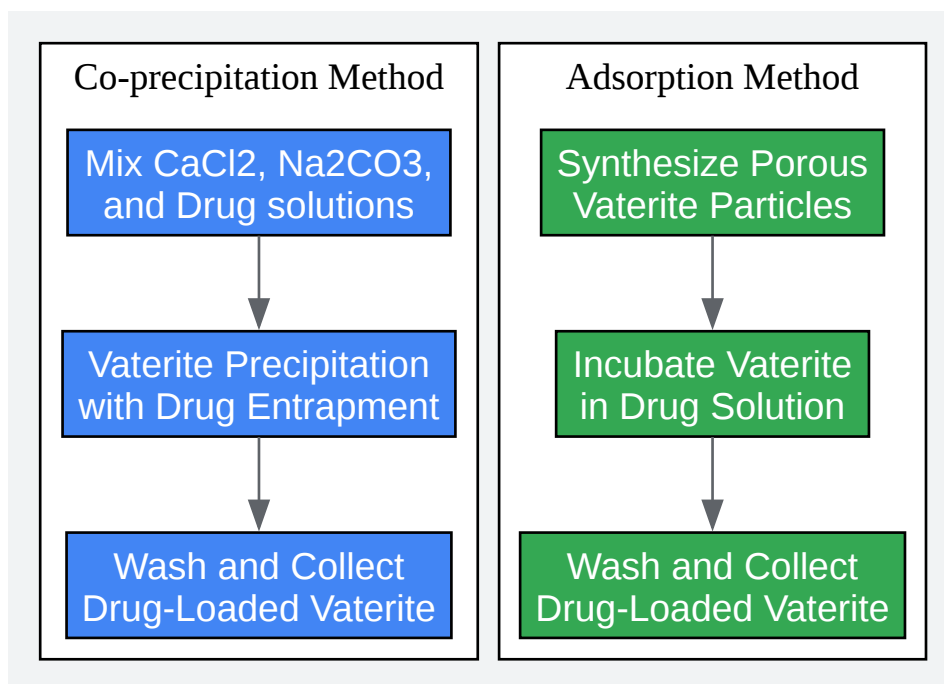 Co-precipitation Method
Mix CaCl2, Na2CO3,
and Drug solutions
Vaterite Precipitation
with Drug Entrapment
Wash and Collect
Drug-Loaded Vaterite
Adsorption Method
Synthesize Porous
Vaterite Particles
Incubate Vaterite
in Drug Solution
Wash and Collect
Drug-Loaded Vaterite